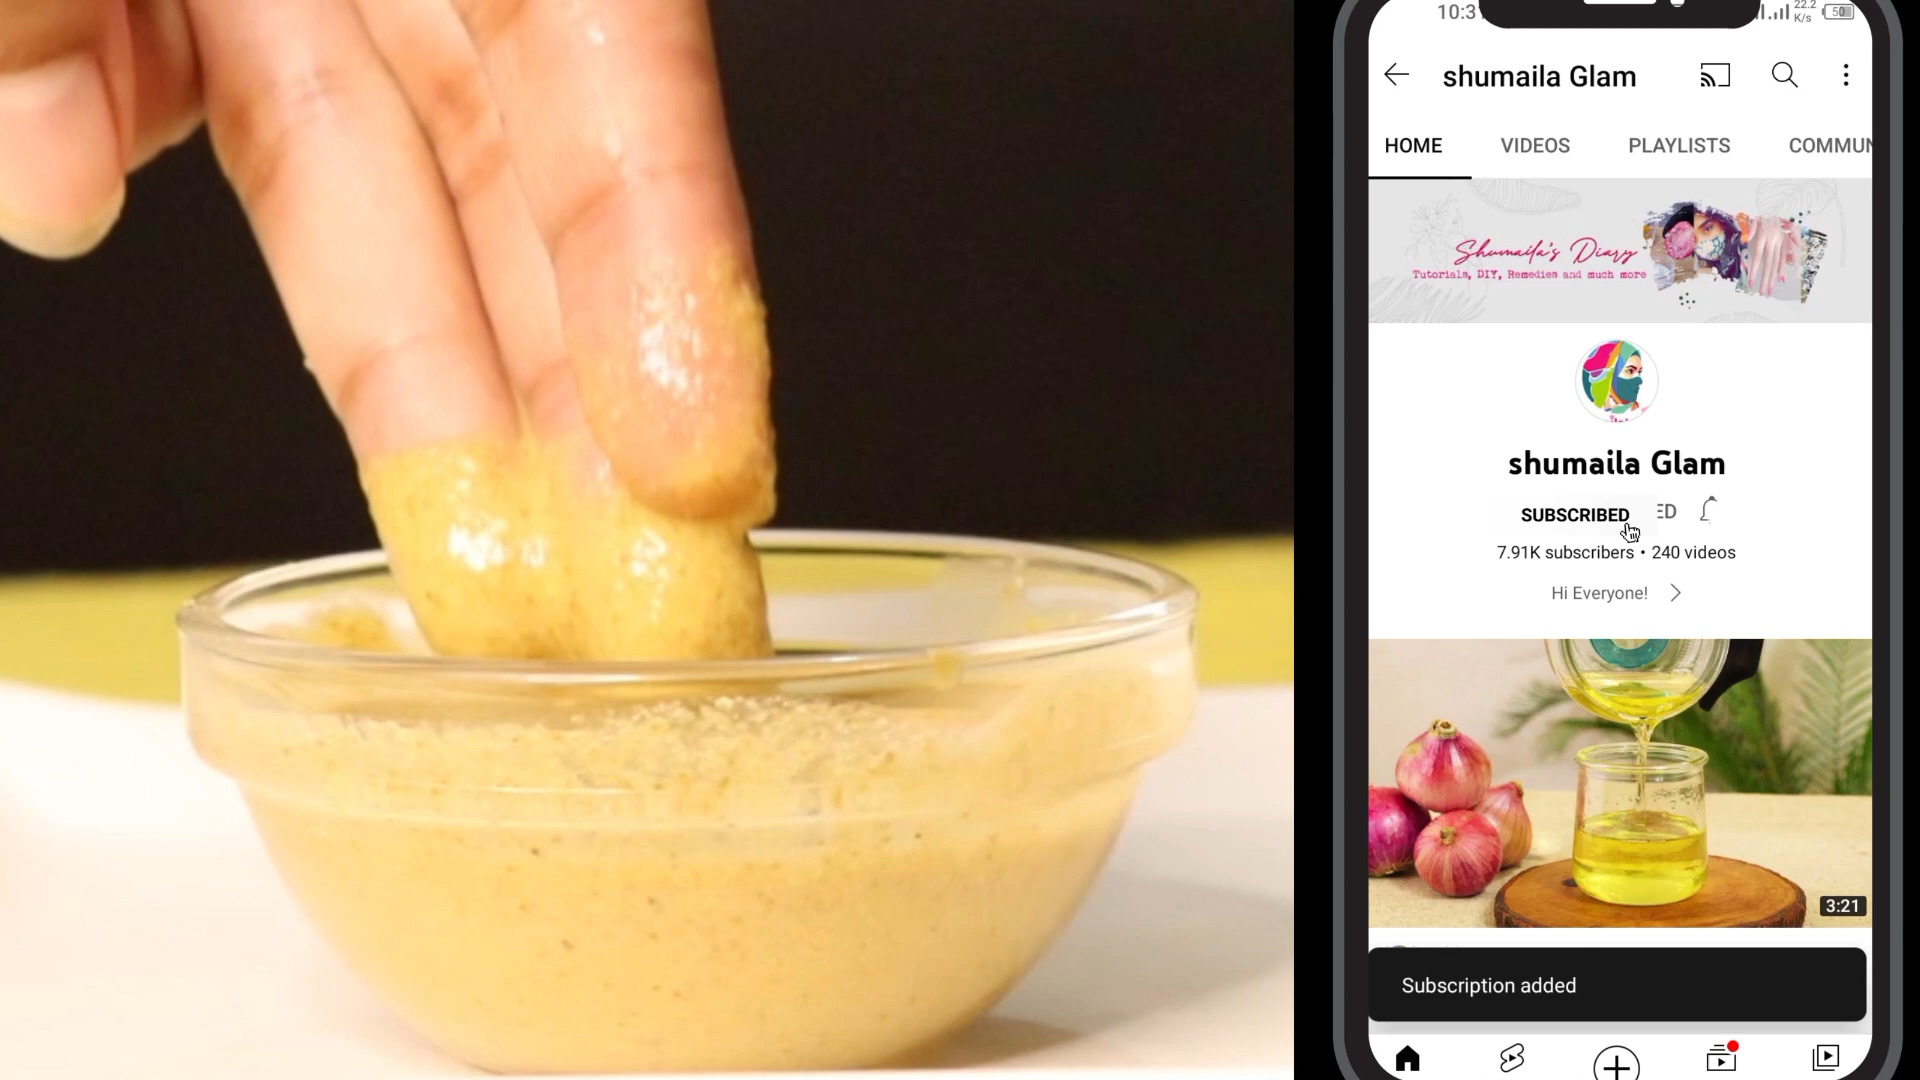 10:3
22.2
K/s
50
shumaila Glam
HOME VIDEOS PLAYLISTS COMMUN
Shumaila's Diary
Tutorials, DIY, Remedies and much more
shumaila Glam
SUBSCRIBED ED
7.91K subscribers • 240 videos
Hi Everyone!
3:21
Subscription added